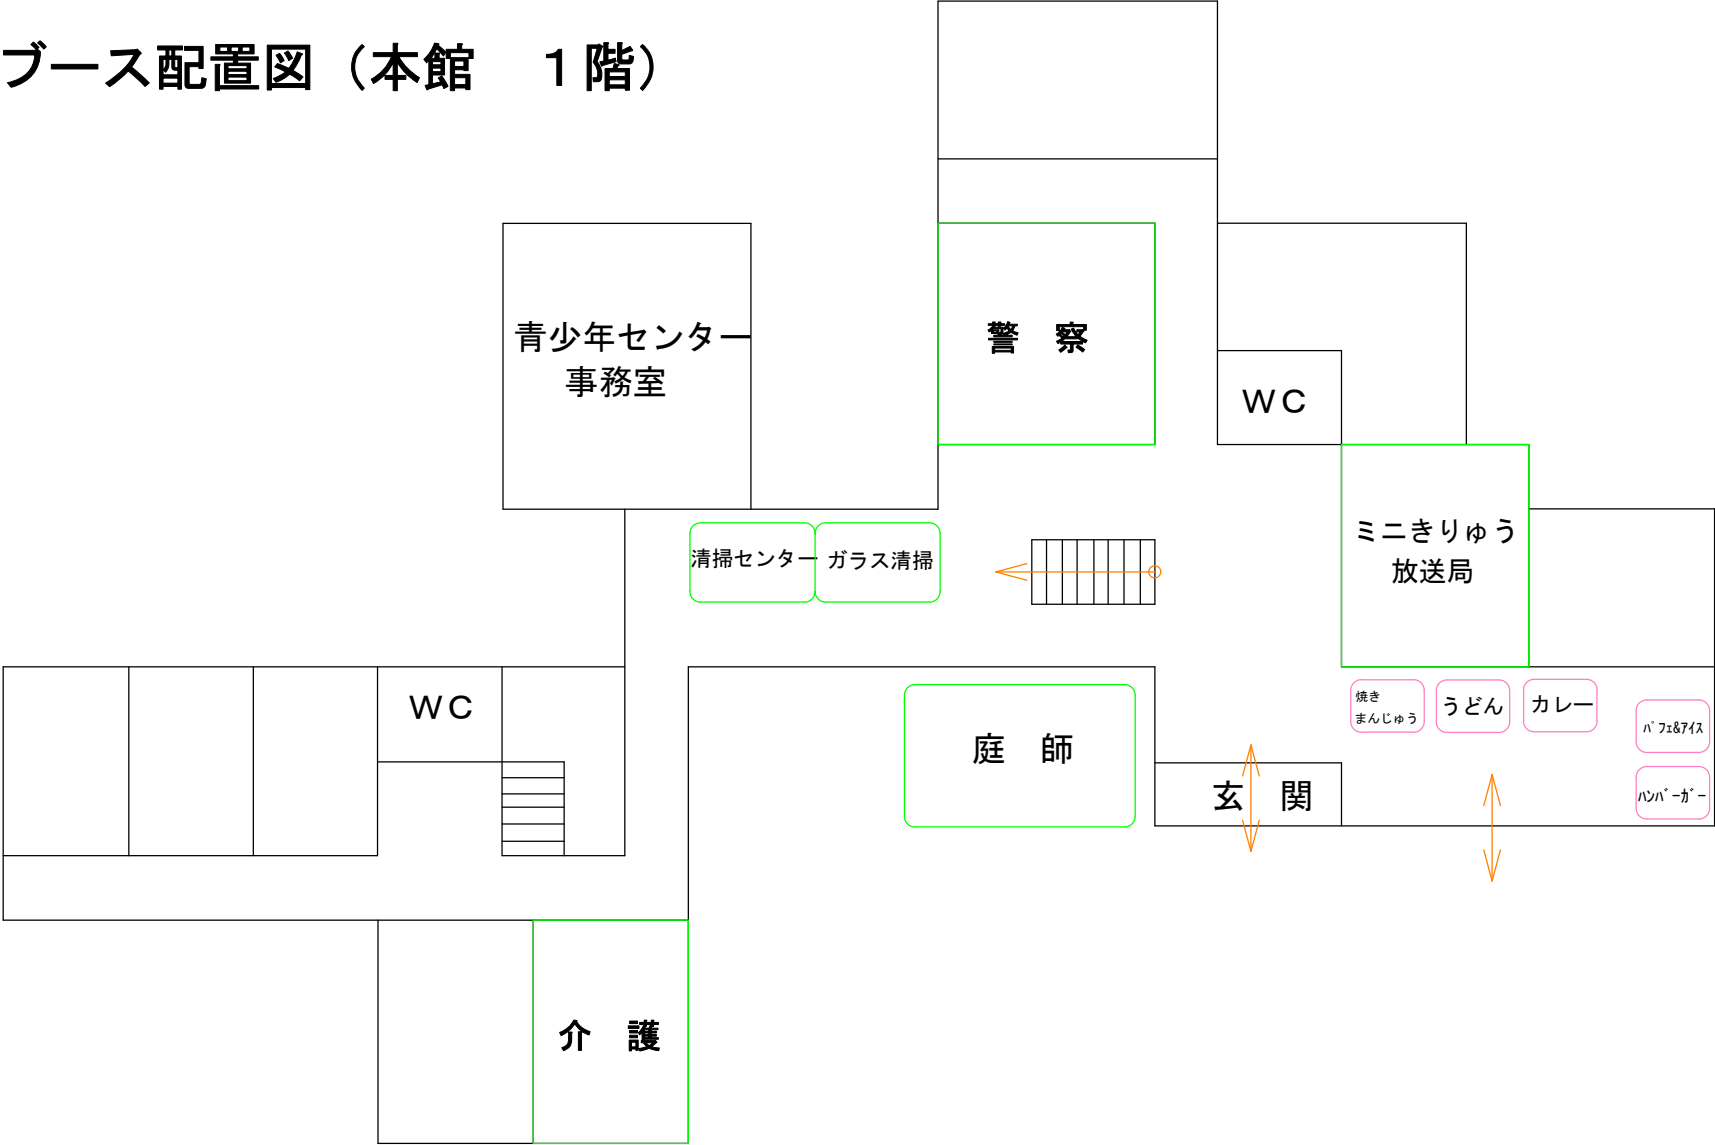 ブース配置図（本館　１階）
青少年センター
事務室
警　察
ＷＣ
ミニきりゅう
放送局
清掃センター
ガラス清掃
ＷＣ
焼き
まんじゅう
うどん
カレー
ﾊﾟﾌｪ&ｱｲｽ
ﾊﾝﾊﾞｰｶﾞｰ
庭　師
玄　関
介　護